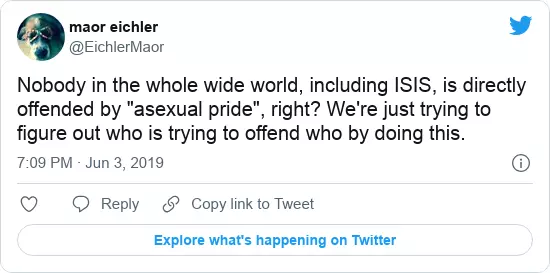 maor eichler
@EichlerMaor
Nobody in the whole wide world, including ISIS, is directly
offended by "asexual pride", right? We're just trying to
figure out who is trying to offend who by doing this.
7:09 PM · Jun 3, 2019
Reply
Copy link to Tweet
Explore what's happening on Twitter